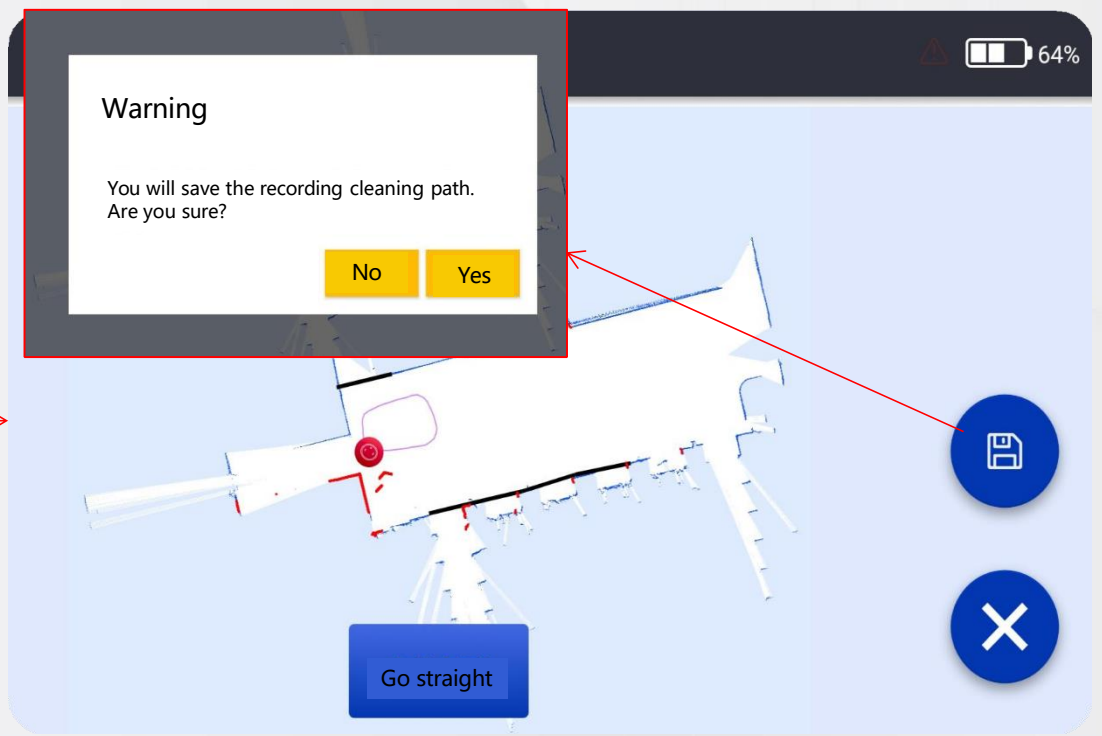 64%
Warning
You will save the recording cleaning path.
Are you sure?
No
Yes
Go straight